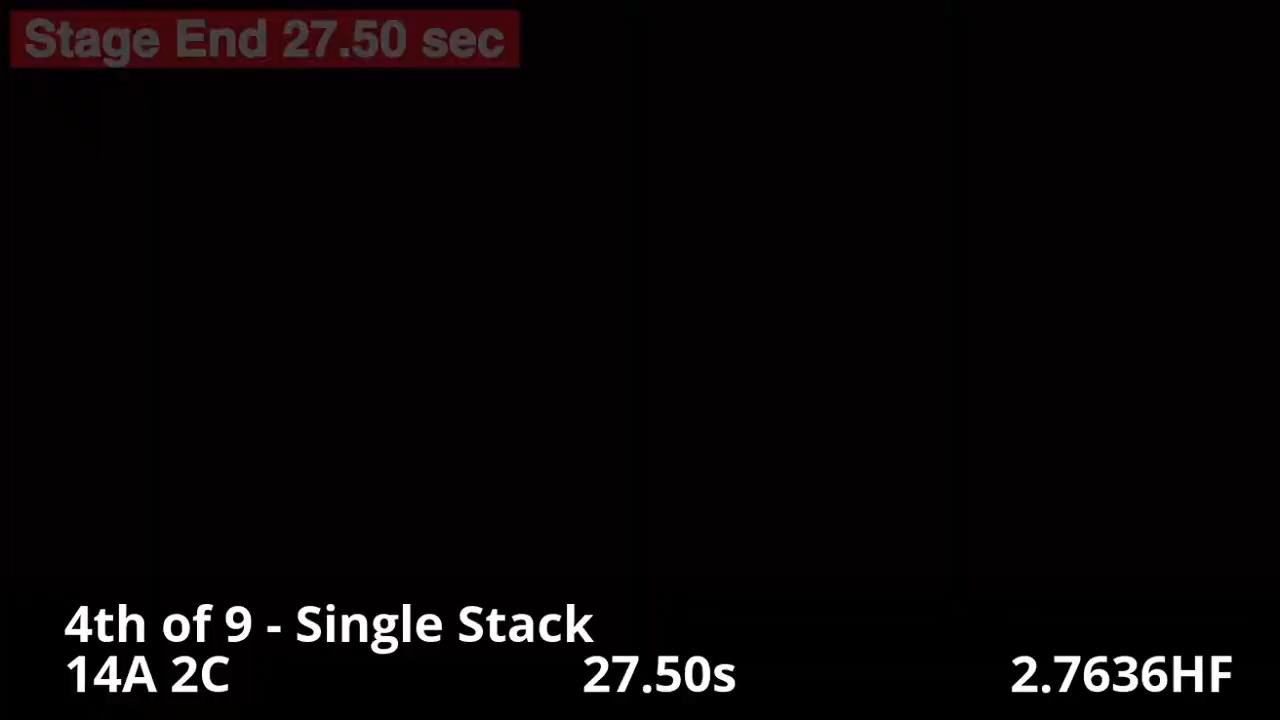 Stage End 27.50 sec
4th of 9 - Single Stack
14A 2C 27.50s 2.7636HF